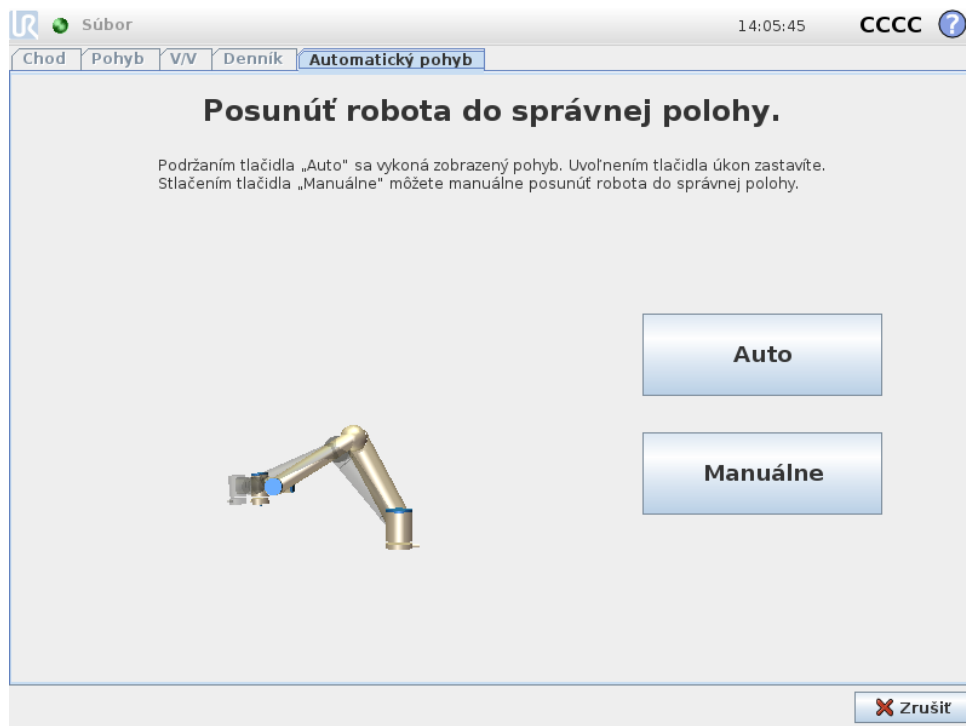 UR Súbor 14:05:45 CCCC ?
Chod Pohyb V/V Denník Automatický pohyb
Posunúť robota do správnej polohy.
Podržaním tlačidla „Auto" sa vykoná zobrazený pohyb. Uvoľnením tlačidla úkon zastavíte.
Stlačením tlačidla „Manuálne" môžete manuálne posunúť robota do správnej polohy.
Auto
Manuálne
Zrušiť